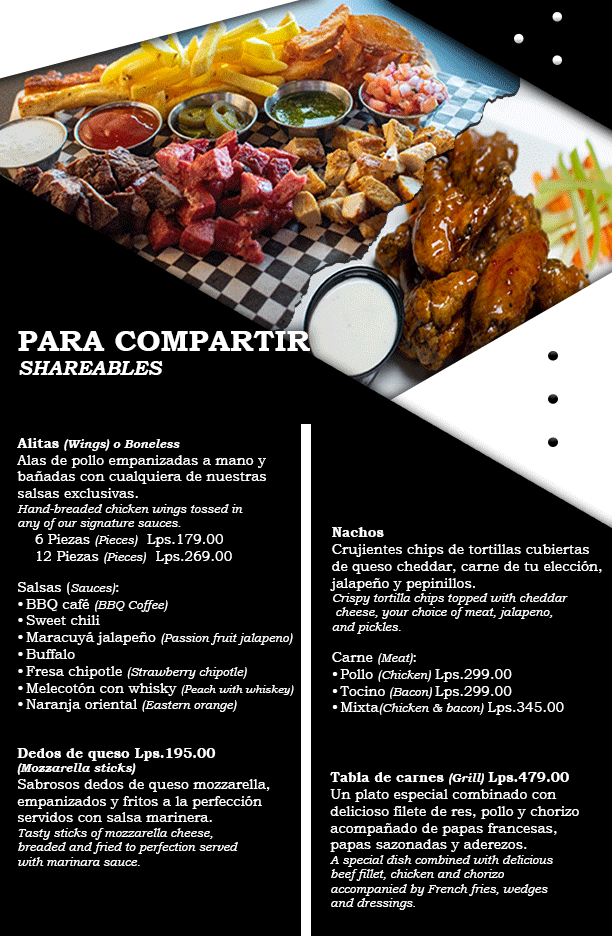 PARA COMPARTIR
SHAREABLES
Alitas (Wings) o Boneless
Alas de pollo empanizadas a mano y
bañadas con cualquiera de nuestras
salsas exclusivas.
Hand-breaded chicken wings tossed in
any of our signature sauces.
6 Piezas (Pieces) Lps.179.00
12 Piezas (Pieces) Lps.269.00
Salsas (Sauces):
• BBQ café (BBQ Coffee)
• Sweet chili
• Maracuyá jalapeño (Passion fruit jalapeno)
• Buffalo
• Fresa chipotle (Strawberry chipotle)
• Melecotón con whisky (Peach with whiskey)
• Naranja oriental (Eastern orange)
Dedos de queso Lps.195.00
(Mozzarella sticks)
Sabrosos dedos de queso mozzarella,
empanizados y fritos a la perfección
servidos con salsa marinera.
Tasty sticks of mozzarella cheese,
breaded and fried to perfection served
with marinara sauce.
Nachos
Crujientes chips de tortillas cubiertas
de queso cheddar, carne de tu elección,
jalapeño y pepinillos.
Crispy tortilla chips topped with cheddar
cheese, your choice of meat, jalapeno,
and pickles.
Carne (Meat):
• Pollo (Chicken) Lps.299.00
• Tocino (Bacon) Lps.299.00
• Mixta(Chicken & bacon) Lps.345.00
Tabla de carnes (Grill) Lps.479.00
Un plato especial combinado con
delicioso filete de res, pollo y chorizo
acompañado de papas francesas,
papas sazonadas y aderezos.
A special dish combined with delicious
beef fillet, chicken and chorizo
accompanied by French fries, wedges
and dressings.